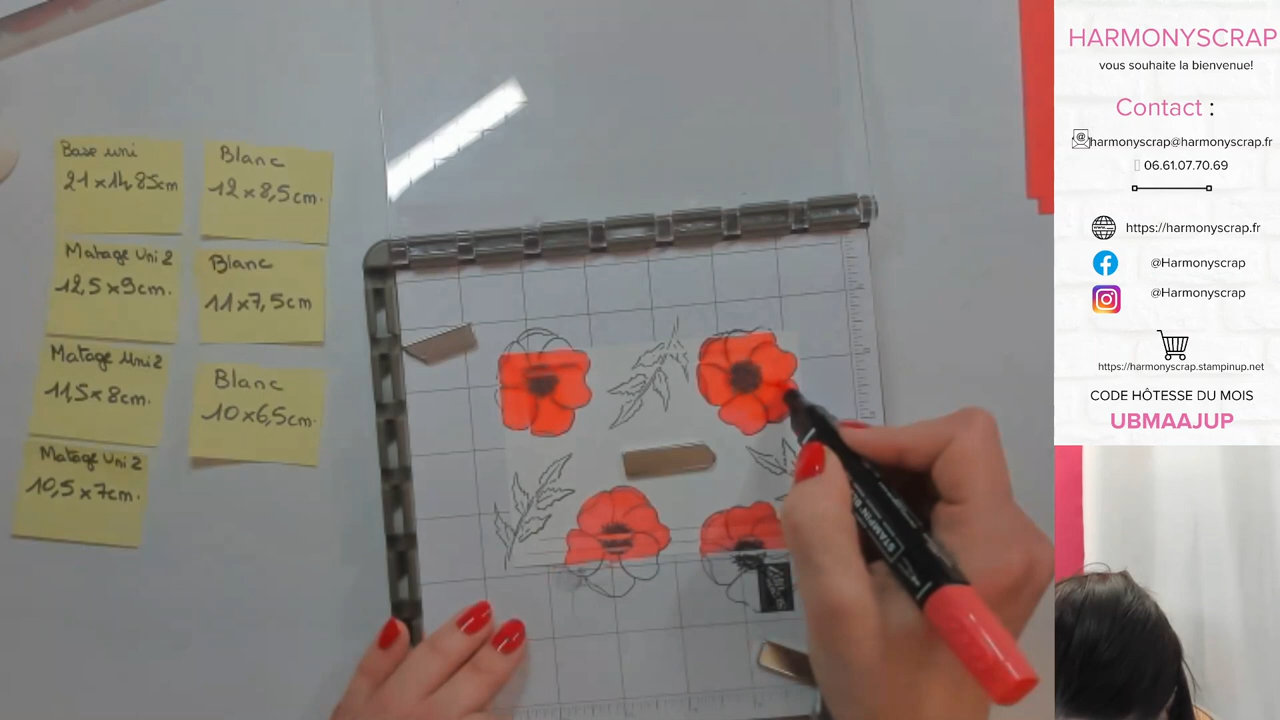 Base uni
21 x 14,85cm
Matage Uni 2
12,5 x 9cm.
Matage Uni 2
11,5 x 8cm.
Matage Uni 2
10,5 x 7cm.
Blanc
12 x 8,5cm.
Blanc
11 x 7,5cm
Blanc
10 x 6,5cm.
STAMPIN'
HARMONYSCRAP
vous souhaite la bienvenue!
Contact :
harmonyscrap@harmonyscrap.fr
06.61.07.70.69
https://harmonyscrap.fr
@Harmonyscrap
@Harmonyscrap
https://harmonyscrap.stampinup.net
CODE HÔTESSE DU MOIS
UBMAAJUP